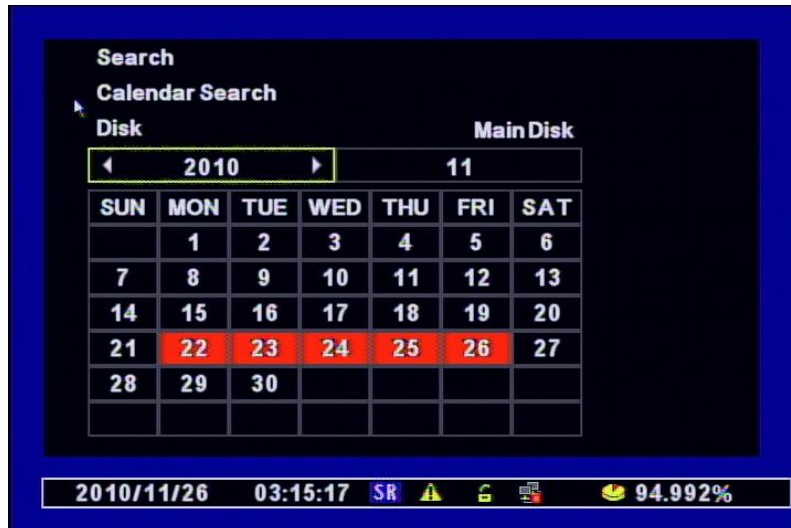 Search
Calendar Search
Disk Main Disk
2010 11
SUN MON TUE WED THU FRI SAT
1 2 3 4 5 6
7 8 9 10 11 12 13
14 15 16 17 18 19 20
21 22 23 24 25 26 27
28 29 30
2010/11/26 03:15:17 SR 94.992%